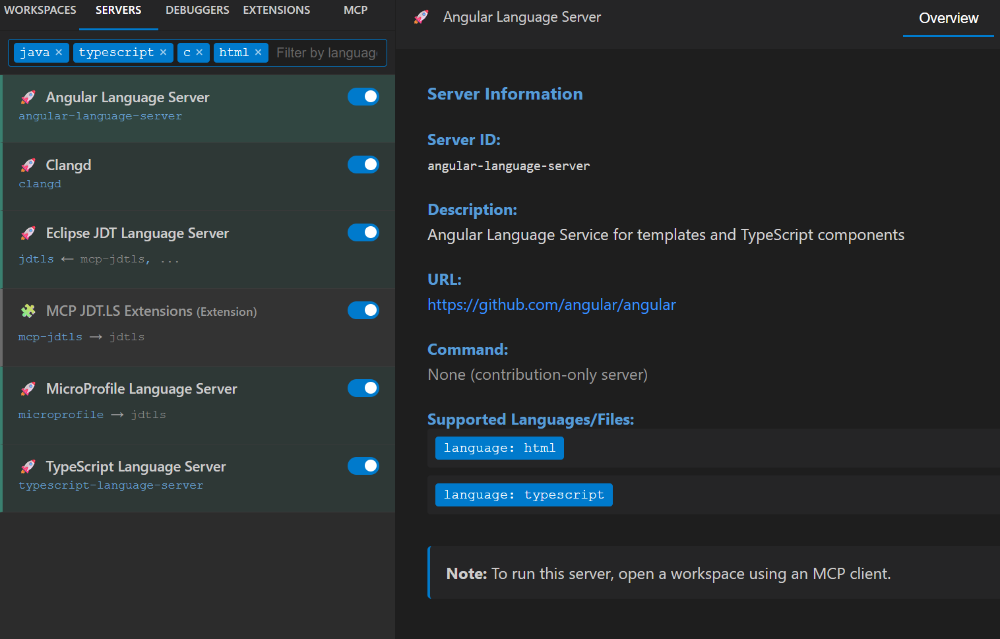 WORKSPACES SERVERS DEBUGGERS EXTENSIONS MCP
java × typescript × c × html × Filter by language
Angular Language Server
angular-language-server
Clangd
clangd
Eclipse JDT Language Server
jdtls ← mcp-jdtls, ...
MCP JDT.LS Extensions (Extension)
mcp-jdtls → jdtls
MicroProfile Language Server
microprofile → jdtls
TypeScript Language Server
typescript-language-server
Angular Language Server
Overview
Server Information
Server ID:
angular-language-server
Description:
Angular Language Service for templates and TypeScript components
URL:
https://github.com/angular/angular
Command:
None (contribution-only server)
Supported Languages/Files:
language: html
language: typescript
Note: To run this server, open a workspace using an MCP client.